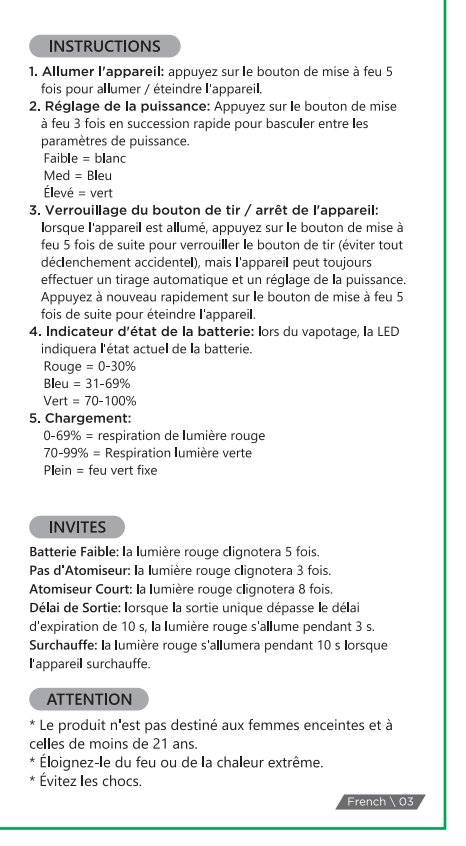 INSTRUCTIONS
1. Allumer l'appareil: appuyez sur le bouton de mise à feu 5
fois pour allumer / éteindre l'appareil.
2. Réglage de la puissance: Appuyez sur le bouton de mise
à feu 3 fois en succession rapide pour basculer entre les
paramètres de puissance.
Faible = blanc
Med = Bleu
Élevé = vert
3. Verrouillage du bouton de tir / arrêt de l'appareil:
lorsque l'appareil est allumé, appuyez sur le bouton de mise à
feu 5 fois de suite pour verrouiller le bouton de tir (éviter tout
déclenchement accidentel), mais l'appareil peut toujours
effectuer un tirage automatique et un réglage de la puissance.
Appuyez à nouveau rapidement sur le bouton de mise à feu 5
fois de suite pour éteindre l'appareil.
4. Indicateur d'état de la batterie: lors du vapotage, la LED
indiquera l'état actuel de la batterie.
Rouge = 0-30%
Bleu = 31-69%
Vert = 70-100%
5. Chargement:
0-69% = respiration de lumière rouge
70-99% = Respiration lumière verte
Plein = feu vert fixe
INVITES
Batterie Faible: la lumière rouge clignotera 5 fois.
Pas d'Atomiseur: la lumière rouge clignotera 3 fois.
Atomiseur Court: la lumière rouge clignotera 8 fois.
Délai de Sortie: lorsque la sortie unique dépasse le délai
d'expiration de 10 s, la lumière rouge s'allume pendant 3 s.
Surchauffe: la lumière rouge s'allumera pendant 10 s lorsque
l'appareil surchauffe.
ATTENTION
* Le produit n'est pas destiné aux femmes enceintes et à
celles de moins de 21 ans.
* Éloignez-le du feu ou de la chaleur extrême.
* Évitez les chocs.
French \ 03